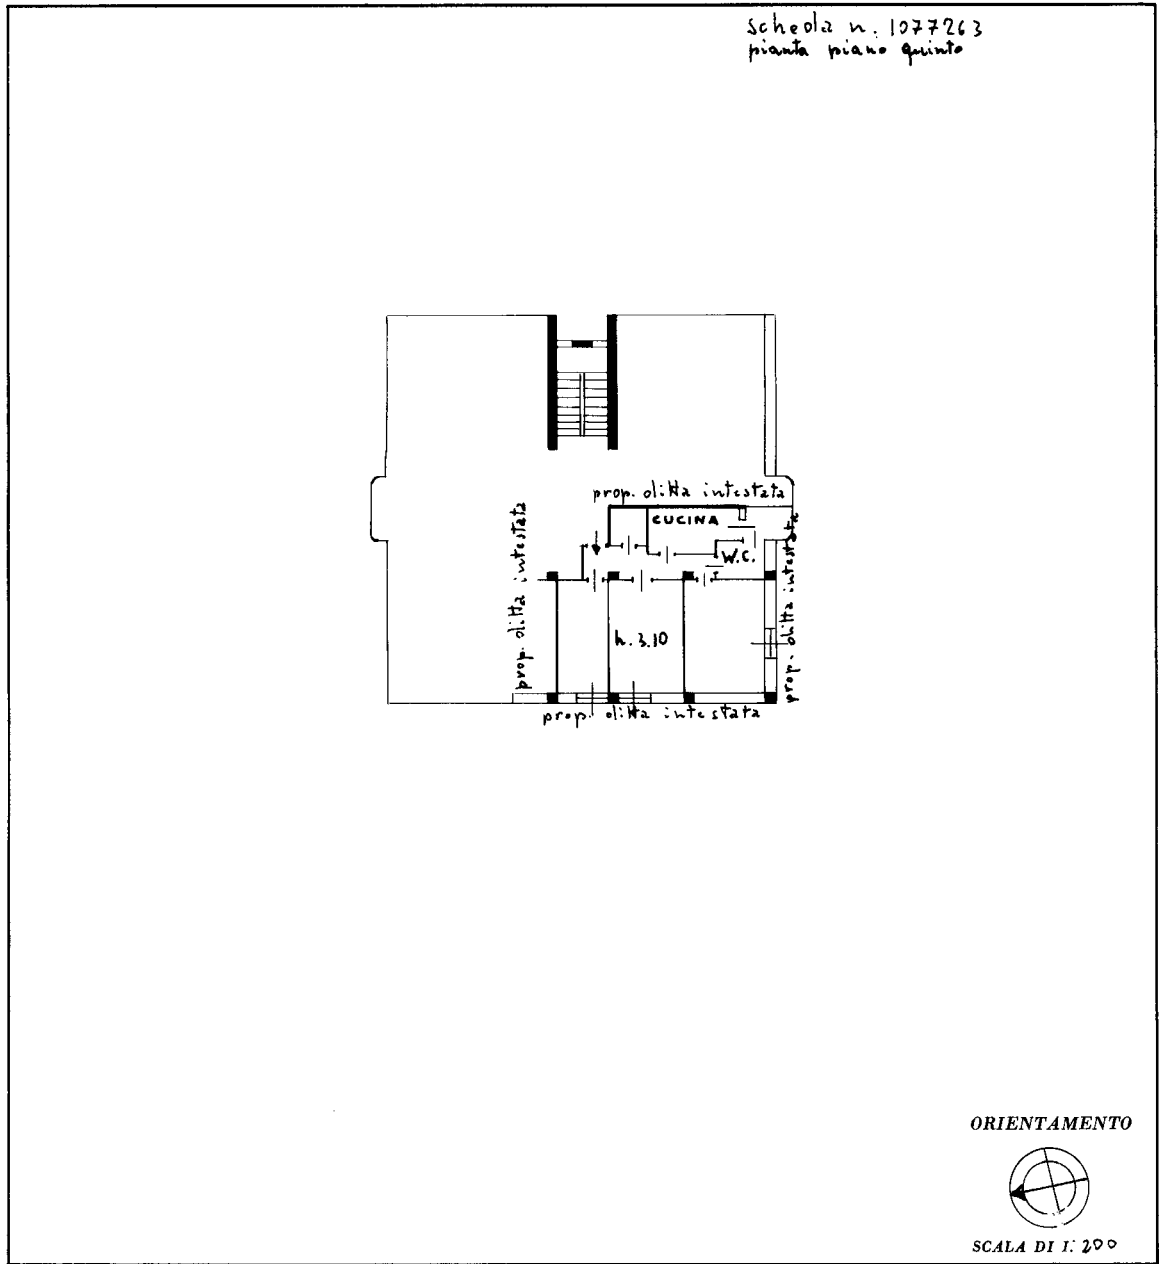 scheda n. 1077263
pianta piano quinto
prop. ditta intestata
CUCINA
W.C.
prop. ditta intestata
prop. ditta intestata
h. 3.10
prop. ditta intestata
ORIENTAMENTO
SCALA DI 1: 200